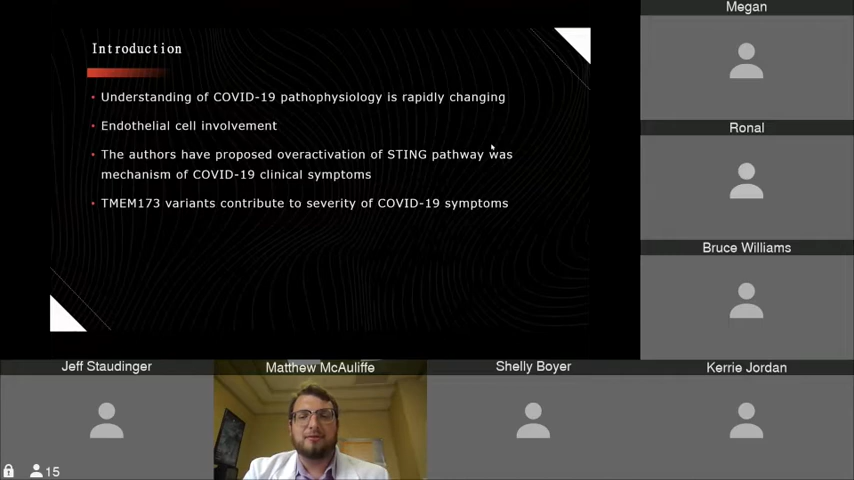 Introduction
Understanding of COVID-19 pathophysiology is rapidly changing
Endothelial cell involvement
The authors have proposed overactivation of STING pathway was
mechanism of COVID-19 clinical symptoms
TMEM173 variants contribute to severity of COVID-19 symptoms
Megan
Ronal
Bruce Williams
Jeff Staudinger
Matthew McAuliffe
Shelly Boyer
Kerrie Jordan
15